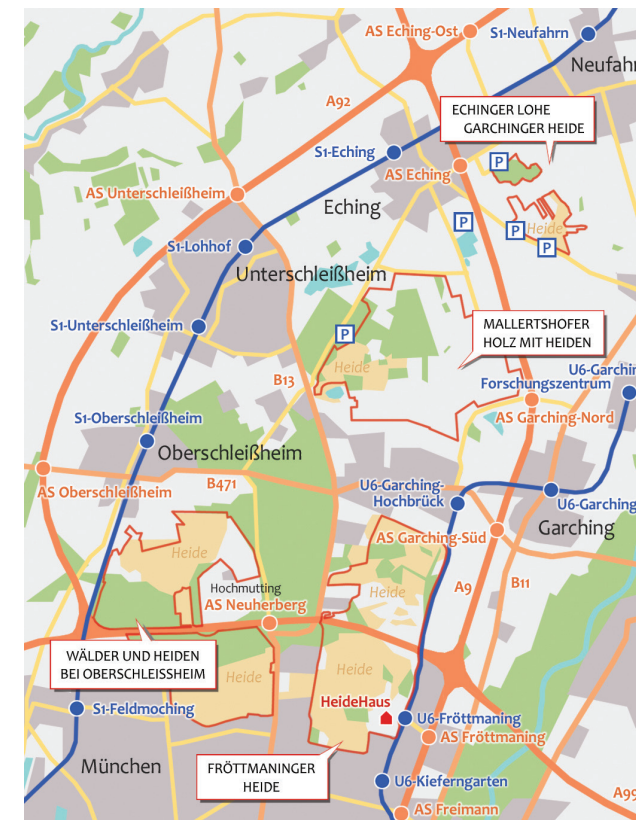 AS Eching-Ost
S1-Neufahrn
Neufahr
A92
ECHINGER LOHE
GARCHINGER HEIDE
S1-Eching
P
AS Eching
AS Unterschleißheim
Eching
P
P
Heide
P
S1-Lohhof
Unterschleißheim
S1-Unterschleißheim
P
MALLERTSHOFER
HOLZ MIT HEIDEN
Heide
B13
U6-Garchin
Forschungszentrum
S1-Oberschleißheim
AS Garching-Nord
Oberschleißheim
AS Oberschleißheim
B471
U6-Garching-
Hochbrück
U6-Garching
Garching
AS Garching-Süd
Heide
Hochmutting
AS Neuherberg
Heide
A9
B11
WÄLDER UND HEIDEN
BEI OBERSCHLEISSHEIM
Heide
Heide
HeideHaus
S1-Feldmoching
U6-Fröttmaning
AS Fröttmaning
München
FRÖTTMANINGER
HEIDE
U6-Kieferngarten
A99
AS Freimann